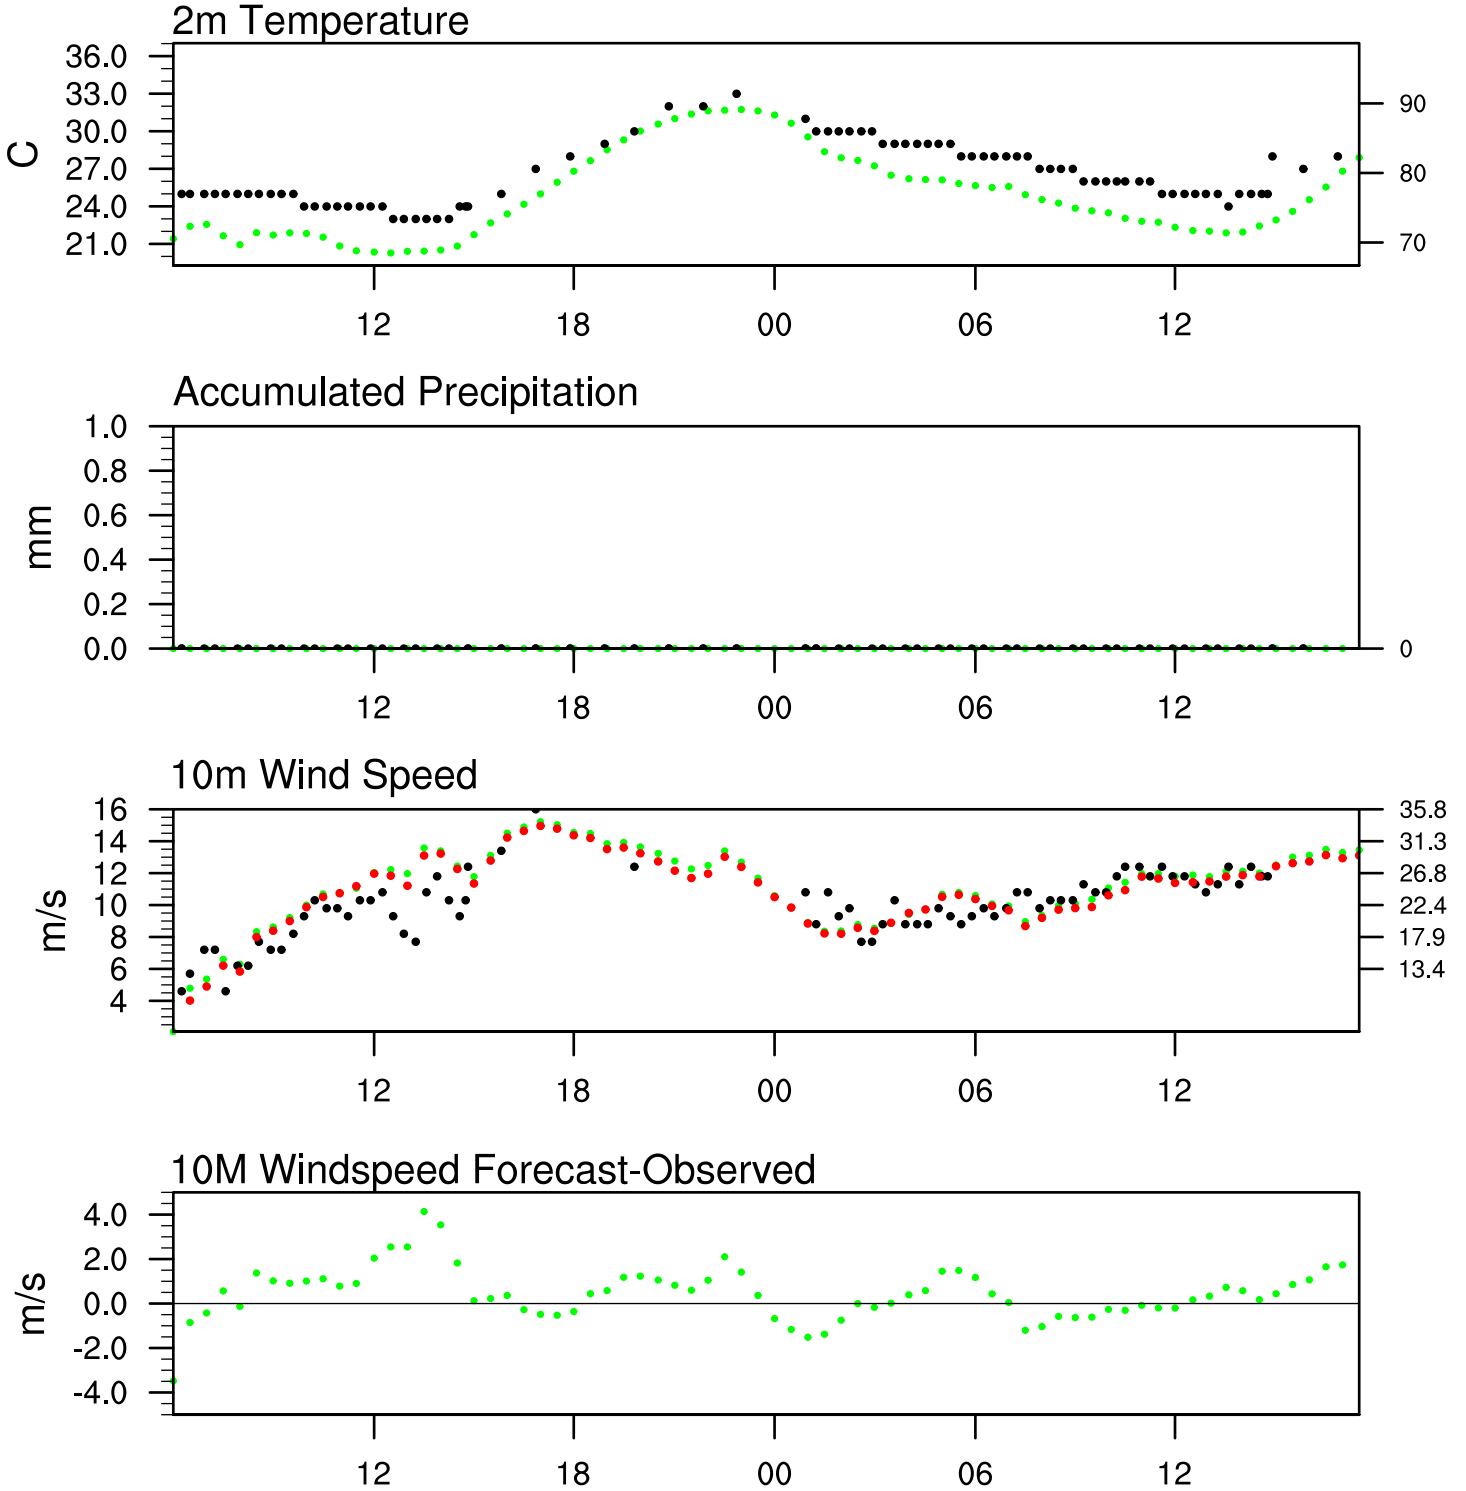 2m Temperature
36.0
33.0
30.0
27.0
24.0
21.0
C
90
80
70
12 18 00 06 12
Accumulated Precipitation
1.0
0.8
0.6
0.4
0.2
0.0
mm
0
12 18 00 06 12
10m Wind Speed
16
14
12
10
8
6
4
m/s
35.8
31.3
26.8
22.4
17.9
13.4
12 18 00 06 12
10M Windspeed Forecast-Observed
4.0
2.0
0.0
-2.0
-4.0
m/s
12 18 00 06 12